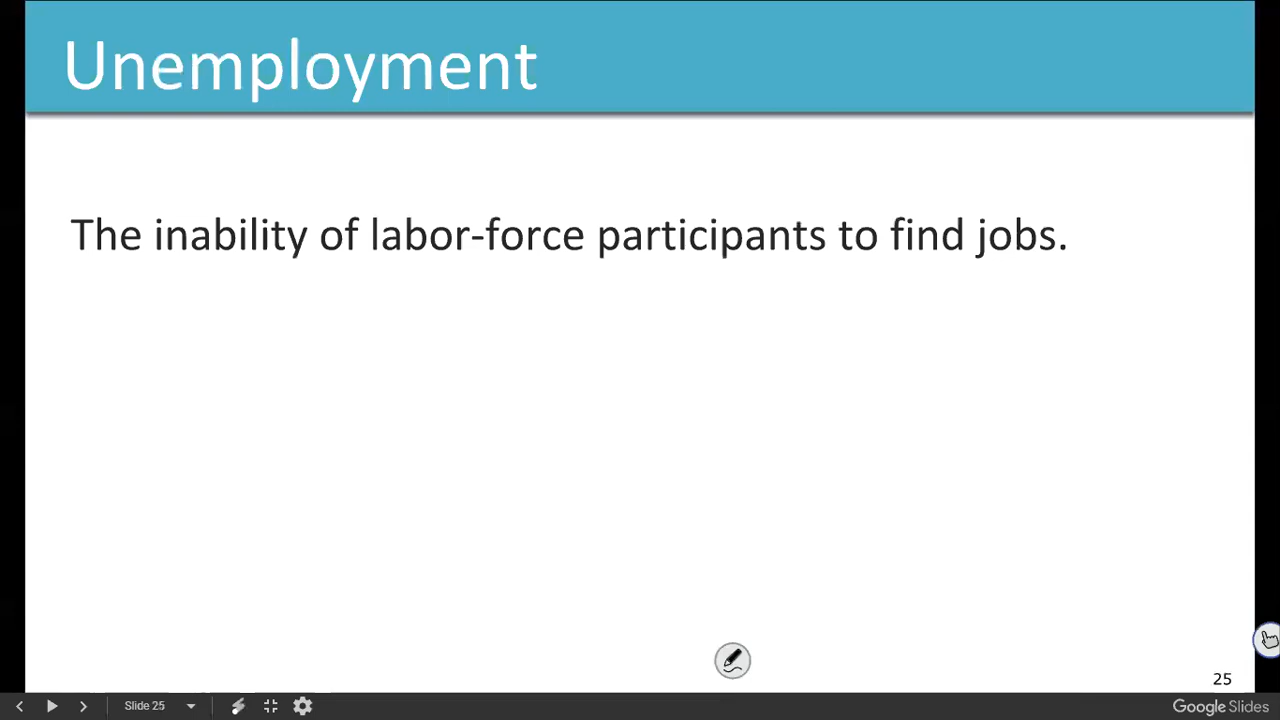 Unemployment
The inability of labor-force participants to find jobs.
25
Slide 25
Google Slides